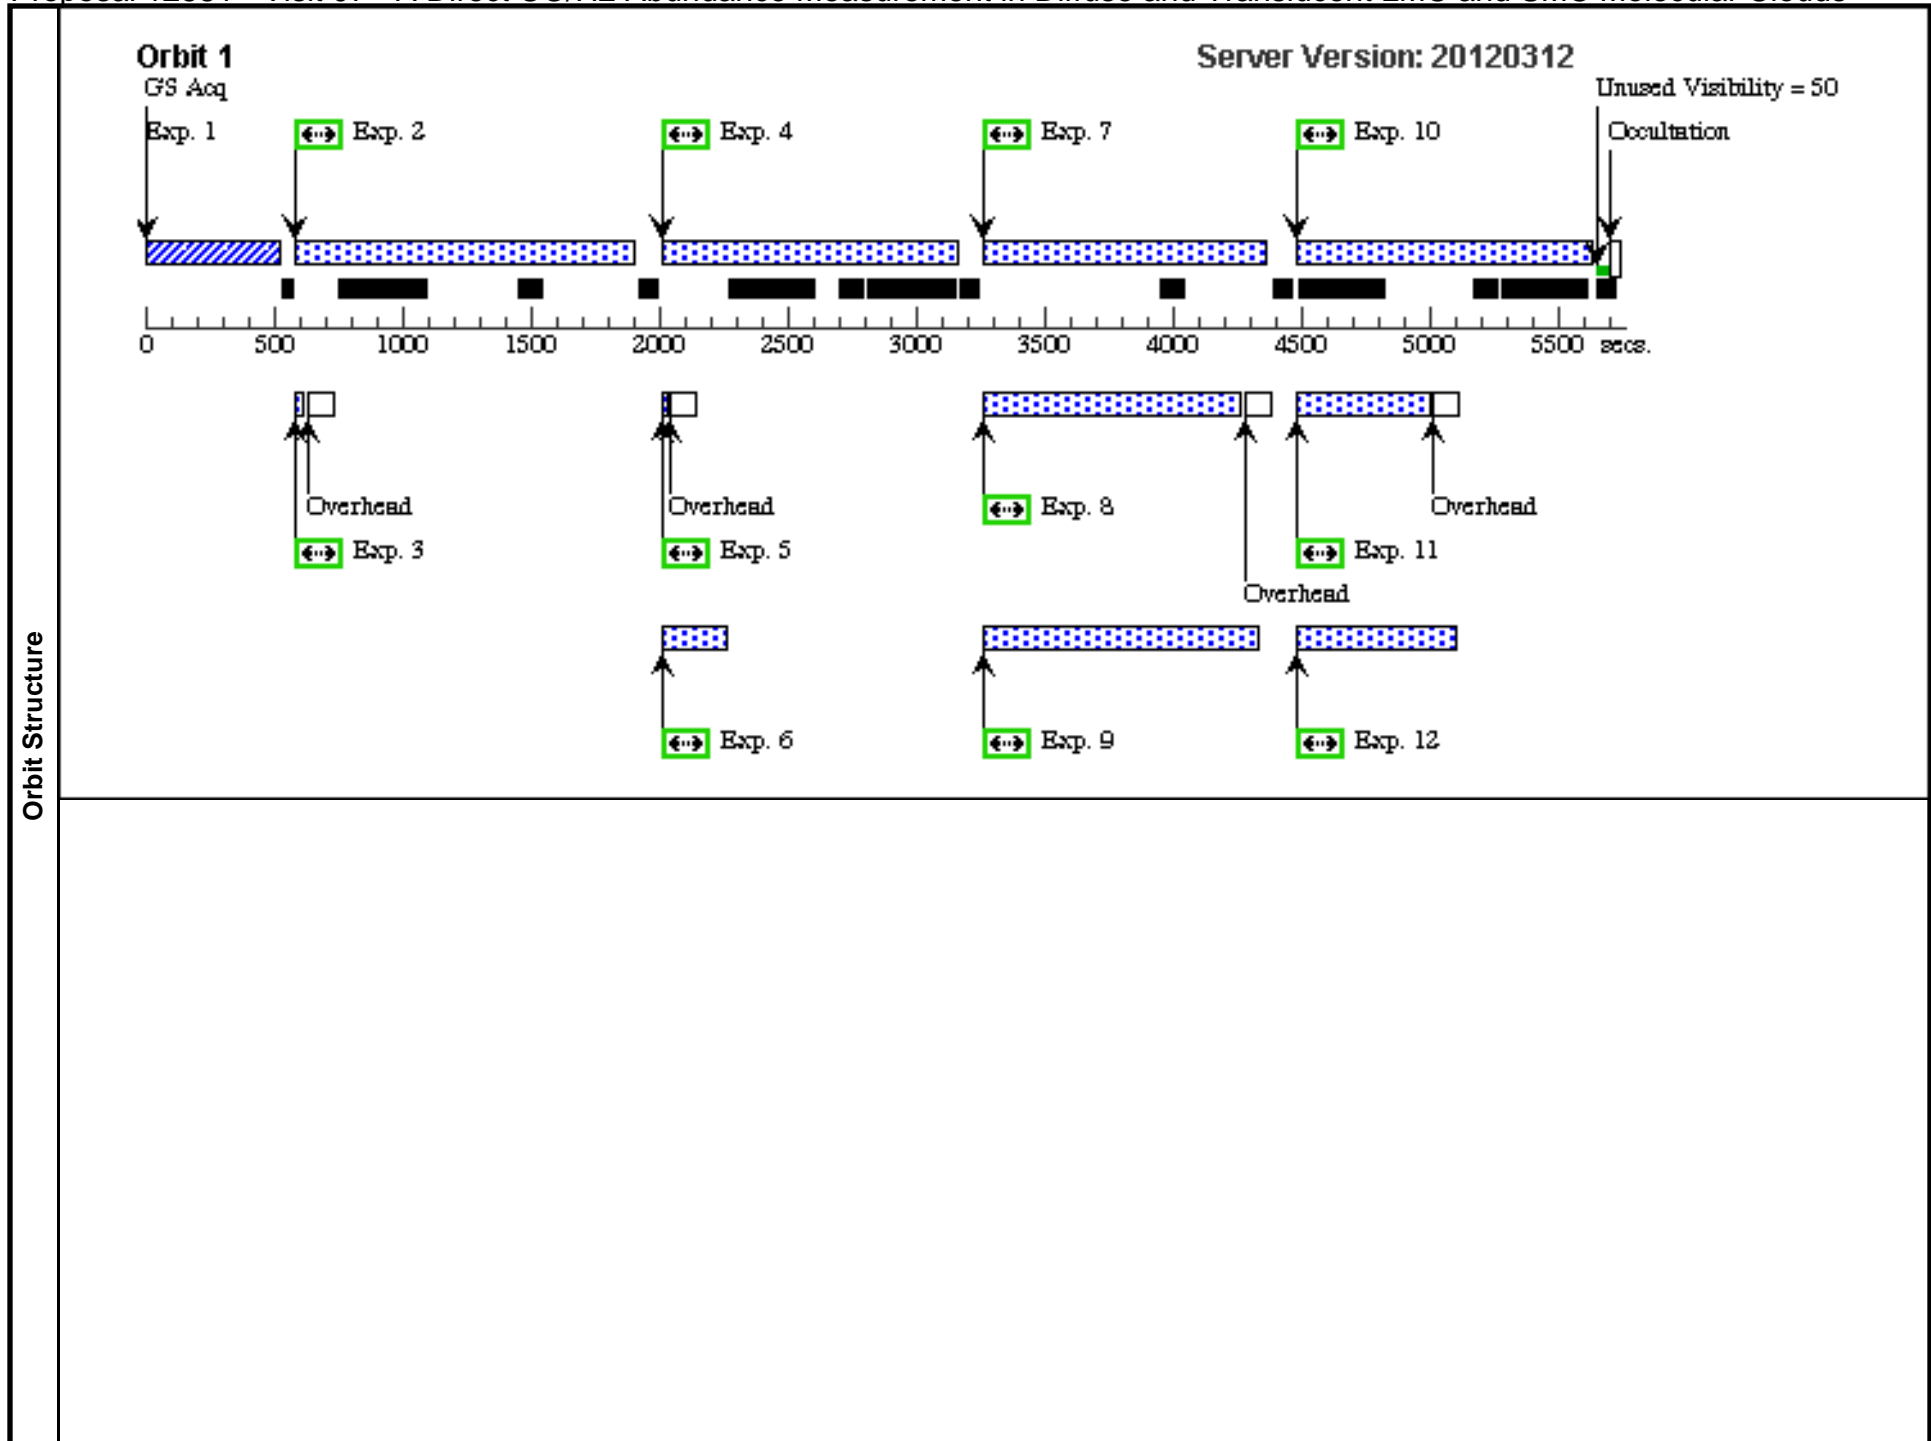 Orbit 1
Server Version: 20120312
GS Acq
Unused Visibility = 50
Exp. 1
Exp. 2
Exp. 4
Exp. 7
Exp. 10
Occultation
0 500 1000 1500 2000 2500 3000 3500 4000 4500 5000 5500 secs.
Overhead
Overhead
Exp. 8
Overhead
Exp. 3
Exp. 5
Exp. 11
Overhead
Exp. 6
Exp. 9
Exp. 12
Orbit Structure